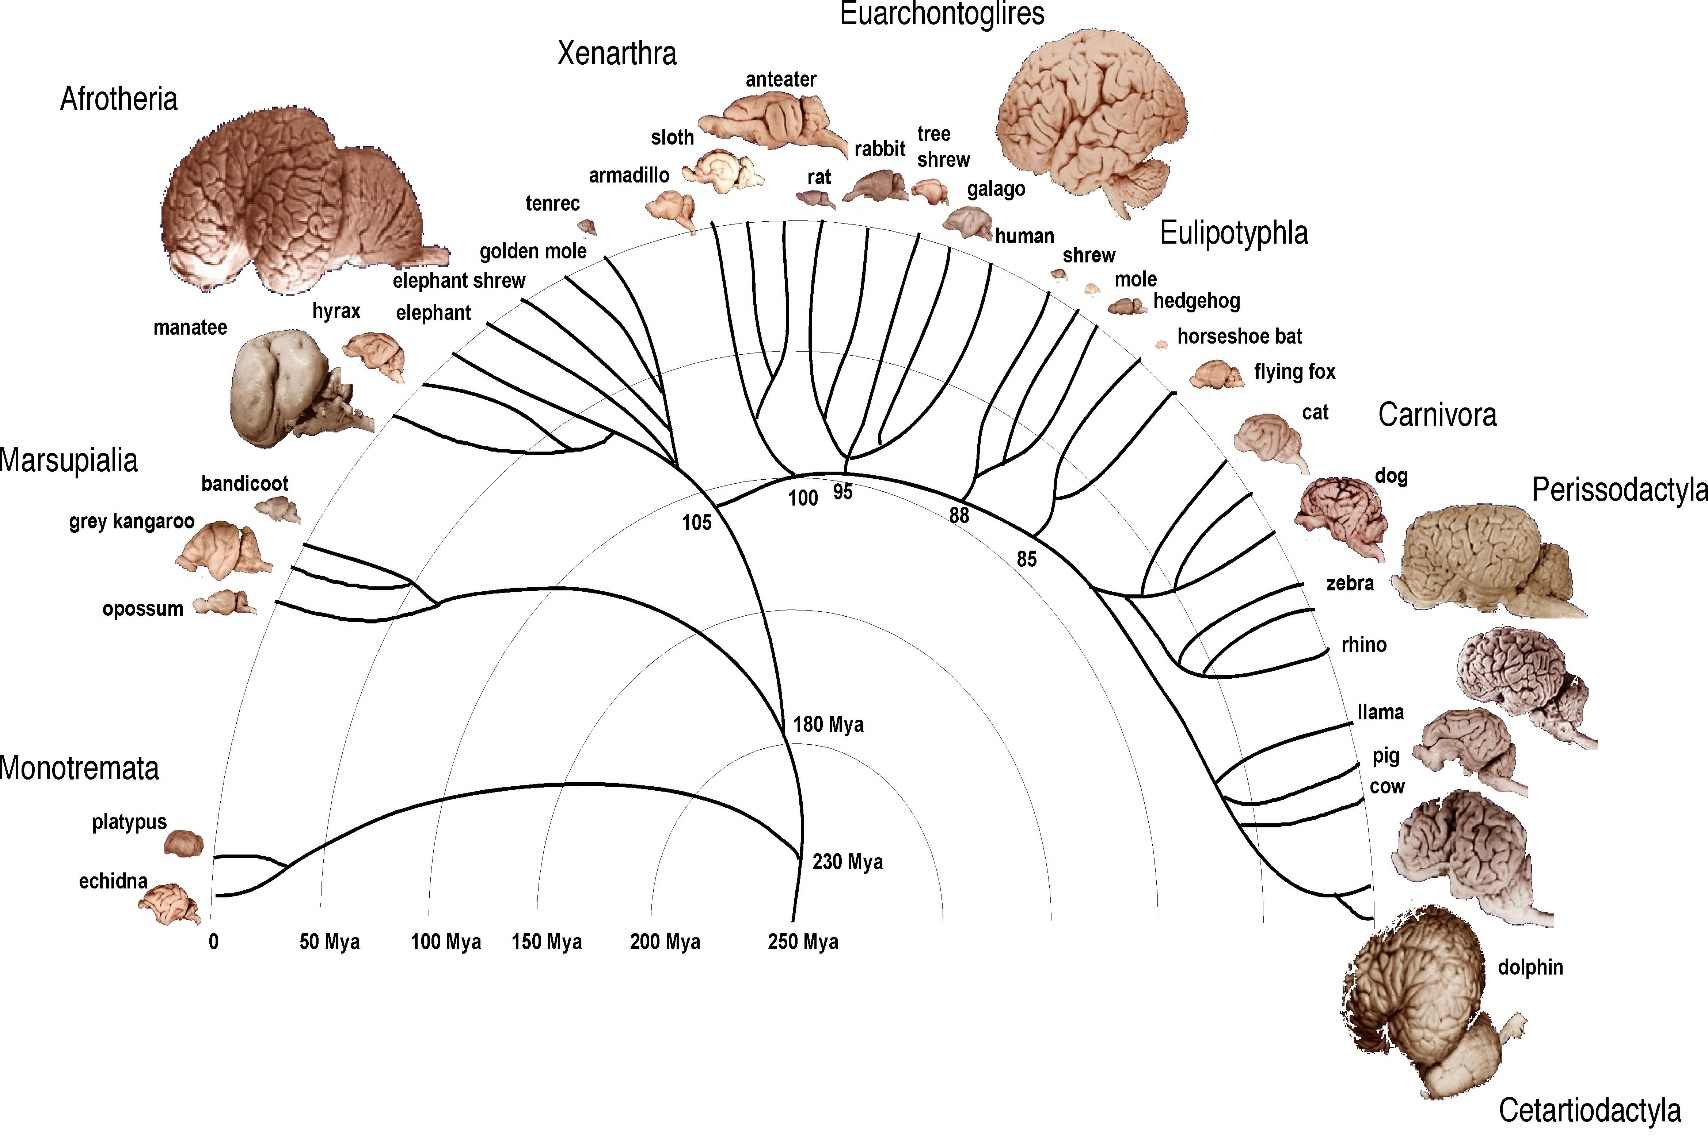 Euarchontoglires
Xenarthra
Afrotheria
anteater
sloth
rabbit
tree
shrew
armadillo
rat
galago
tenrec
human
Eulipotyphla
golden mole
shrew
elephant shrew
mole
hyrax
elephant
hedgehog
manatee
horseshoe bat
flying fox
cat
Carnivora
Marsupialia
bandicoot
dog
Perissodactyla
grey kangaroo
100
95
105
88
85
opossum
zebra
rhino
llama
180 Mya
pig
Monotremata
cow
platypus
230 Mya
echidna
0
50 Mya
100 Mya
150 Mya
200 Mya
250 Mya
dolphin
Cetartiodactyla